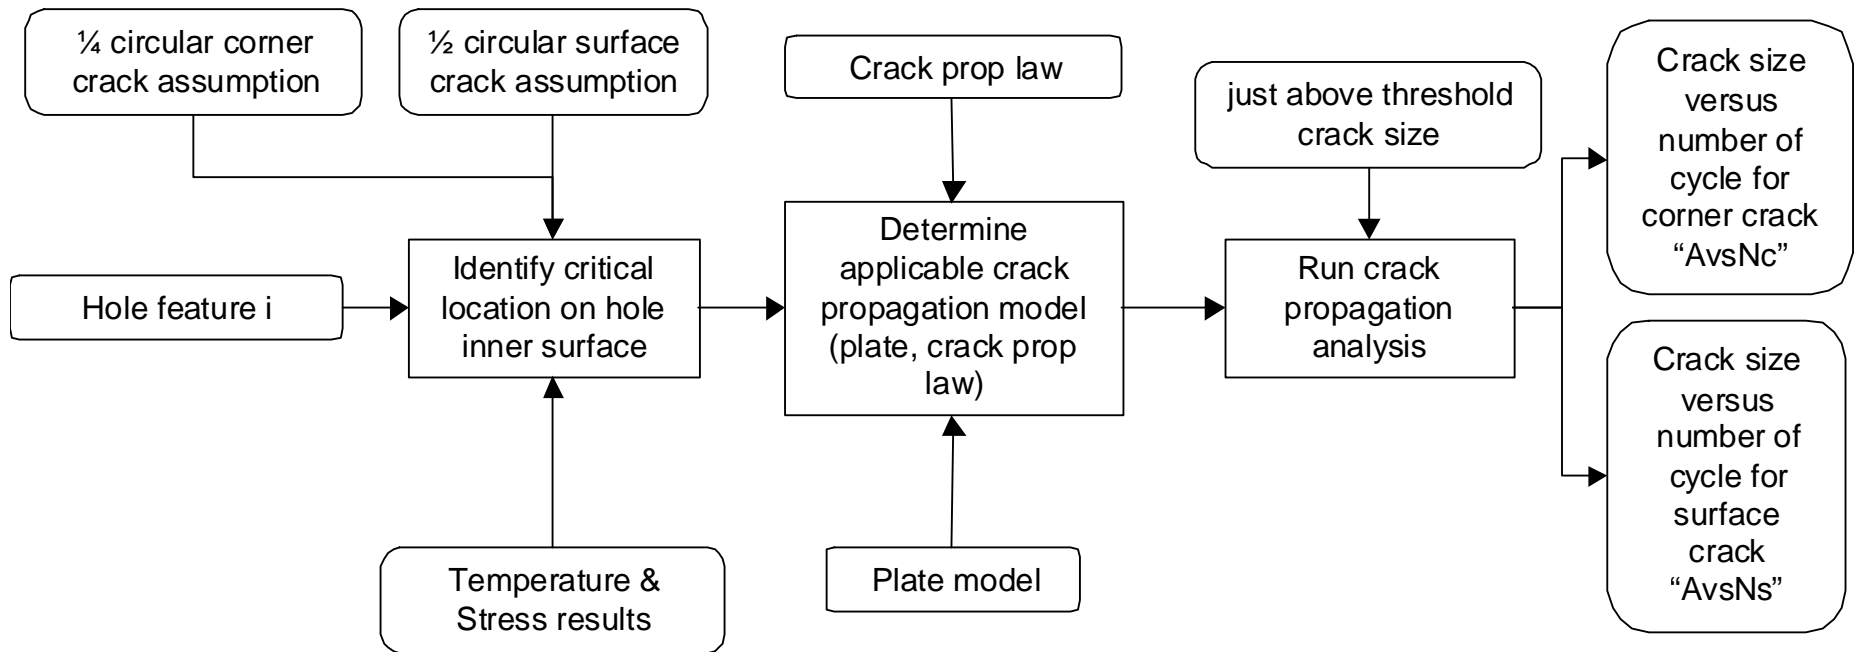 ¼ circular corner
crack assumption
½ circular surface
crack assumption
Crack prop law
just above threshold
crack size
Crack size
versus
number of
cycle for
corner crack
“AvsNc”
Hole feature i
Identify critical
location on hole
inner surface
Determine
applicable crack
propagation model
(plate, crack prop
law)
Run crack
propagation
analysis
Crack size
versus
number of
cycle for
surface
crack
“AvsNs”
Temperature &
Stress results
Plate model